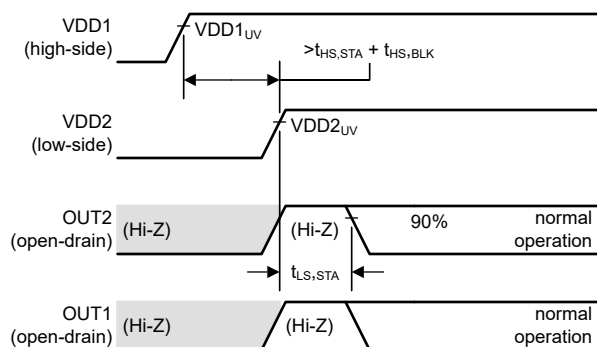 VDD1
(high-side)
VDD1UV
>tHS,STA + tHS,BLK
VDD2
(low-side)
VDD2UV
OUT2
(open-drain)
(Hi-Z)
(Hi-Z)
90%
normal
operation
tLS,STA
OUT1
(open-drain)
(Hi-Z)
(Hi-Z)
normal
operation